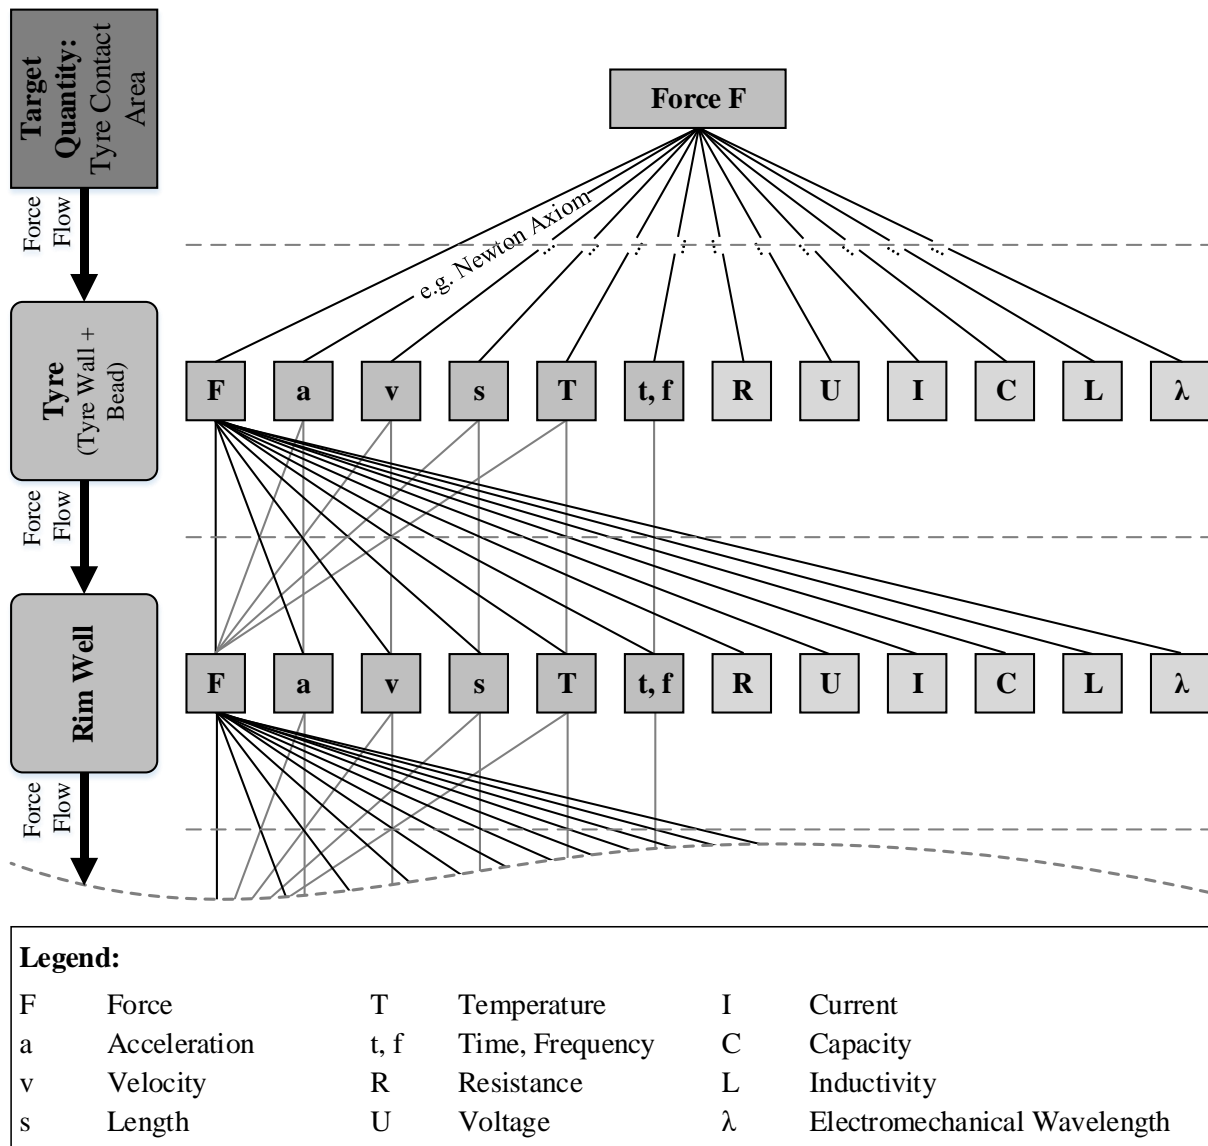 Target
Quantity:
Tyre Contact
Area
Force F
Force
Flow
e.g. Newton Axiom
... ... ... ... ... ... ... ... ... ...
Tyre
(Tyre Wall +
Bead)
F a v s T t, f R U I C L λ
Force
Flow
Rim Well
F a v s T t, f R U I C L λ
Force
Flow
Legend:
F Force T Temperature I Current
a Acceleration t, f Time, Frequency C Capacity
v Velocity R Resistance L Inductivity
s Length U Voltage λ Electromechanical Wavelength